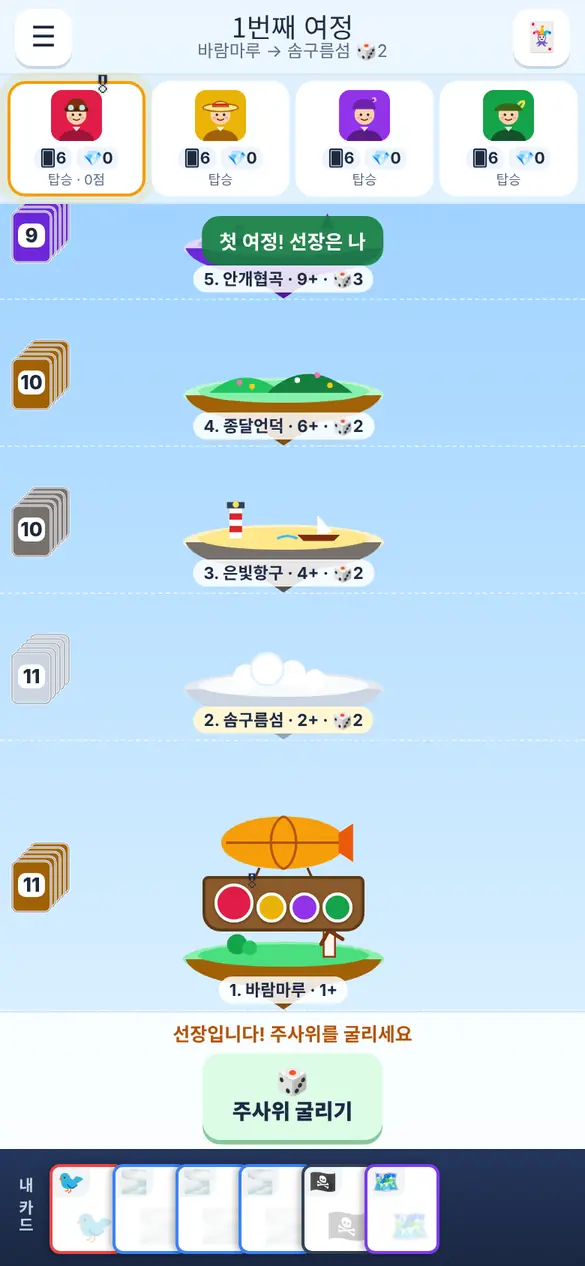 1번째 여정
바람마루 → 솜구름섬 🎲2
6 0
탑승 · 0점
6 0
탑승
6 0
탑승
6 0
탑승
9
첫 여정! 선장은 나
5. 안개협곡 · 9+ · 🎲3
10
4. 종달언덕 · 6+ · 🎲2
10
3. 은빛항구 · 4+ · 🎲2
11
2. 솜구름섬 · 2+ · 🎲2
11
1. 바람마루 · 1+
선장입니다! 주사위를 굴리세요
주사위 굴리기
내
카
드